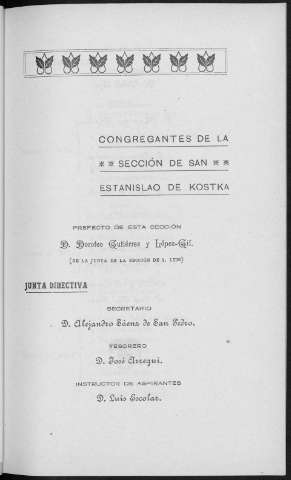 CONGREGANTES DE LA
** SECCIÓN DE SAN **
ESTANISLAO DE KOSTKA
PREFECTO DE ESTA SECCIÓN
D. Doroteo Gutiérrez y López-Gil.
(DE LA JUNTA DE LA SECCIÓN DE S. LUIS)
JUNTA DIRECTIVA
SECRETARIO
D. Alejandro Sáenz de San Pedro.
TESORERO
D. José Arregui.
INSTRUCTOR DE ASPIRANTES
D. Luis Escolar.